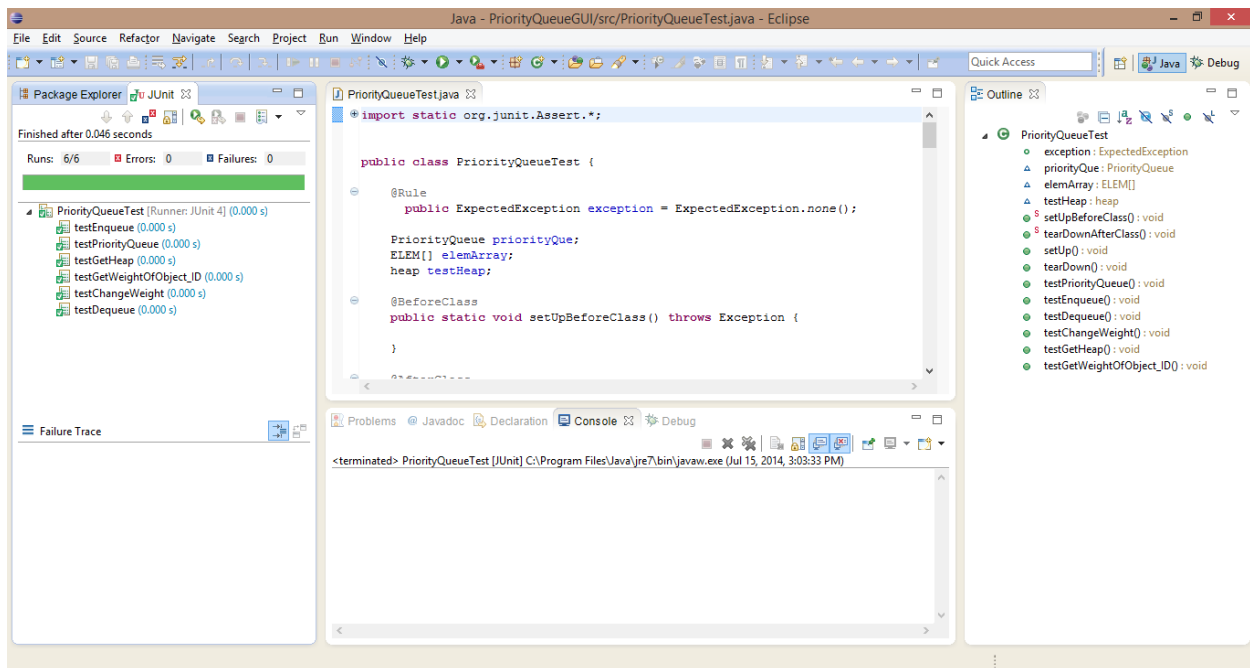 Java - PriorityQueueGUI/src/PriorityQueueTest.java - Eclipse
File Edit Source Refactor Navigate Search Project Run Window Help
Quick Access
Java
Debug
Package Explorer
JUnit
Finished after 0.046 seconds
Runs: 6/6 Errors: 0 Failures: 0
PriorityQueueTest [Runner: JUnit 4] (0.000 s)
testEnqueue (0.000 s)
testPriorityQueue (0.000 s)
testGetHeap (0.000 s)
testGetWeightOfObject_ID (0.000 s)
testChangeWeight (0.000 s)
testDequeue (0.000 s)
Failure Trace
PriorityQueueTest.java
import static org.junit.Assert.*;
public class PriorityQueueTest {
@Rule
public ExpectedException exception = ExpectedException.none();
PriorityQueue priorityQue;
ELEM[] elemArray;
heap testHeap;
@BeforeClass
public static void setUpBeforeClass() throws Exception {
}
Problems @ Javadoc Declaration Console Debug
<terminated> PriorityQueueTest [JUnit] C:\Program Files\Java\jre7\bin\javaw.exe (Jul 15, 2014, 3:03:33 PM)
Outline
PriorityQueueTest
exception : ExpectedException
priorityQue : PriorityQueue
elemArray : ELEM[]
testHeap : heap
setUpBeforeClass() : void
tearDownAfterClass() : void
setUp() : void
tearDown() : void
testPriorityQueue() : void
testEnqueue() : void
testDequeue() : void
testChangeWeight() : void
testGetHeap() : void
testGetWeightOfObject_ID() : void